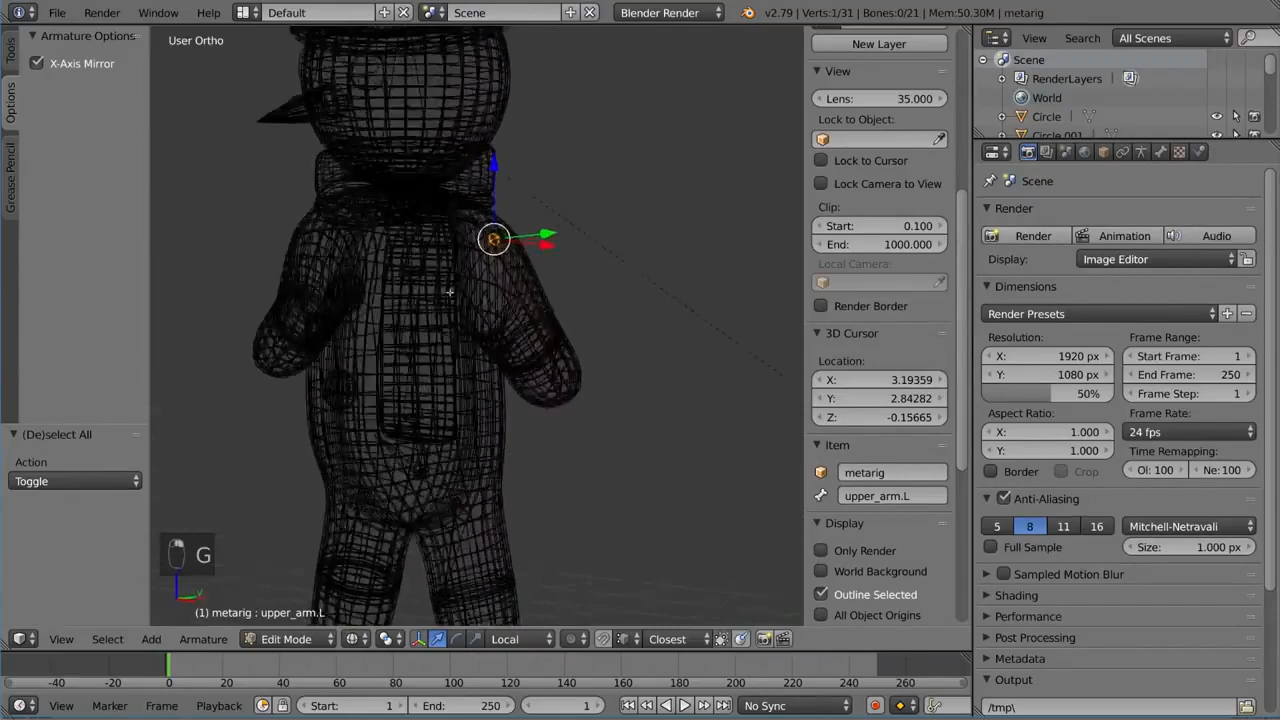 File Render Window Help Default Scene Blender Render v2.79 | Verts:1/31 | Bones:1/21 | Mem:50.30M | metarig
Armature Options
X-Axis Mirror
Tools
Options
Grease Pencil
(De)select All
Action
Toggle
User Ortho
G
(1) metarig : upper_arm.L
View
Lens:
Lock to Object:
Lock Camera to View
Clip:
Start: 0.100
End: 1000.000
Local Camera:
Render Border
3D Cursor
Location:
X: 3.19359
Y: 2.84282
-0.15665
Item
metarig
upper_arm.L
Display
Only Render
World Background
Outline Selected
All Object Origins
View Search All Scenes
Scene
RenderLayers
World
Circle
Circle.001
Scene
Render
Render Animation Audio
Display: Image Editor
Dimensions
Render Presets
Resolution: Frame Range:
X: 1920 px Start Frame: 1
Y: 1080 px End Frame: 250
Frame Step: 1
Aspect Ratio: Frame Rate:
X: 1.000 24 fps
Y: 1.000 Time Remapping:
Border Crop Ol: 100 Ne: 100
Anti-Aliasing
5 8 11 16 Mitchell-Netravali
Full Sample Size: 1.000 px
Sampled Motion Blur
Shading
Performance
Post Processing
Metadata
Output
/tmp\
View Select Add Armature Edit Mode Local Closest
-40 -20 0 20 40 60 80 100 120 140 160 180 200 220 240 260
View Marker Frame Playback Start: 1 End: 250 1 No Sync